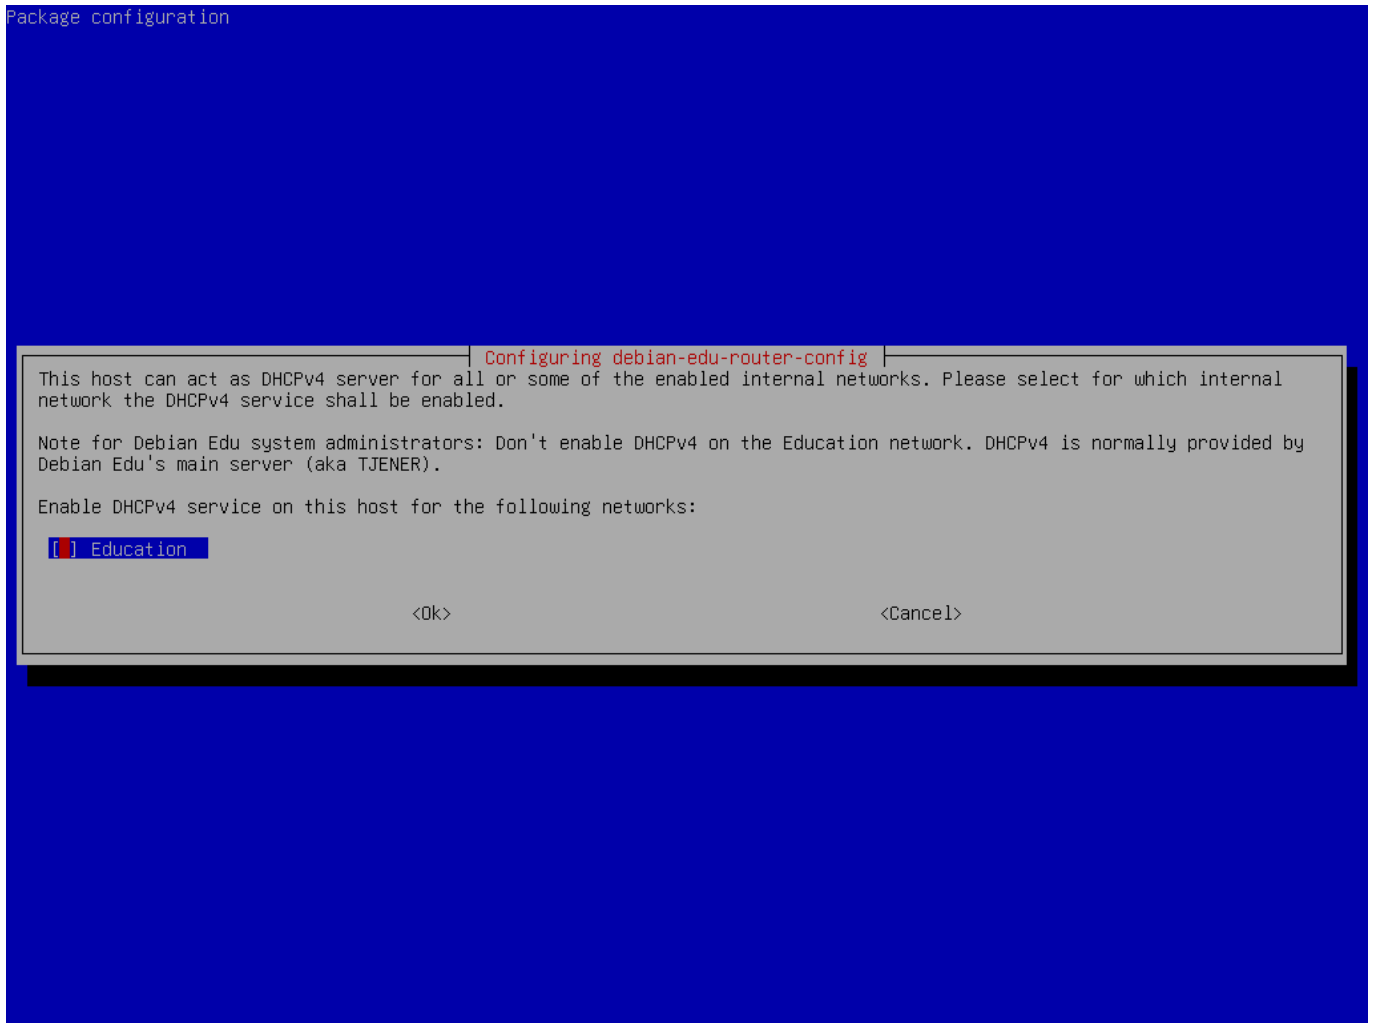 Package configuration
Configuring debian-edu-router-config
This host can act as DHCPv4 server for all or some of the enabled internal networks. Please select for which internal
network the DHCPv4 service shall be enabled.
Note for Debian Edu system administrators: Don't enable DHCPv4 on the Education network. DHCPv4 is normally provided by
Debian Edu's main server (aka TJENER).
Enable DHCPv4 service on this host for the following networks:
[ ] Education
<Ok> <Cancel>